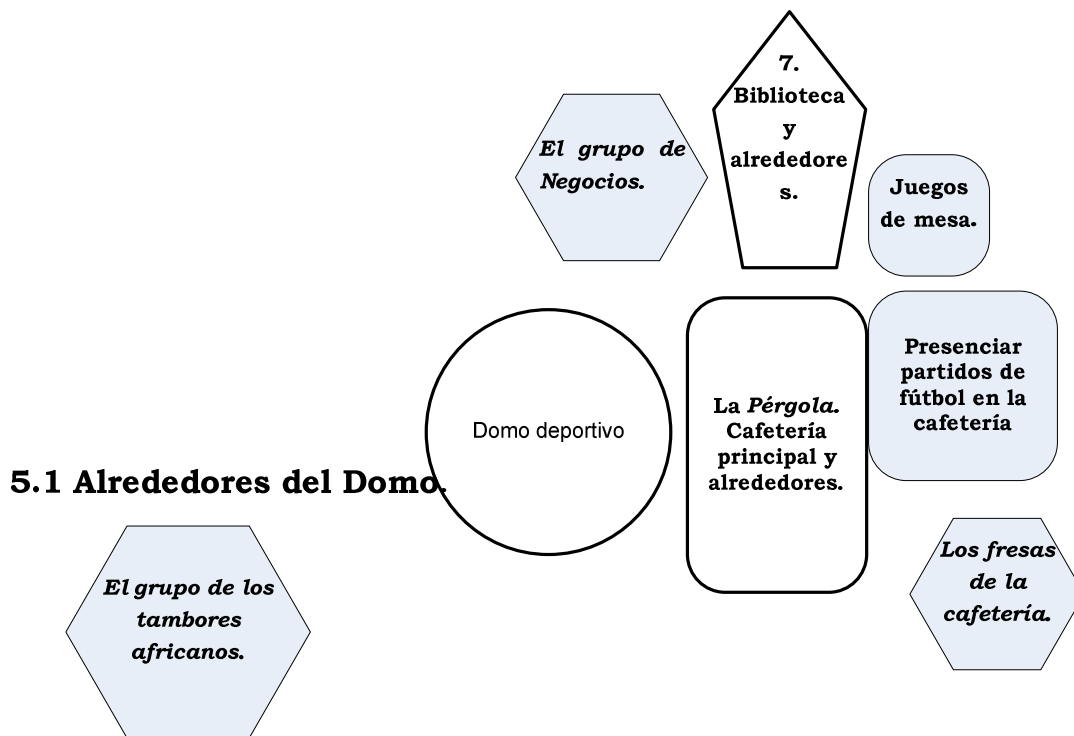 7.
Biblioteca
y
alrededore
s.
El grupo de
Negocios.
Juegos
de mesa.
Presenciar
partidos de
fútbol en la
cafetería
La Pérgola.
Cafetería
principal y
alrededores.
Domo deportivo
5.1 Alrededores del Domo.
Los fresas
de la
cafetería.
El grupo de los
tambores
africanos.